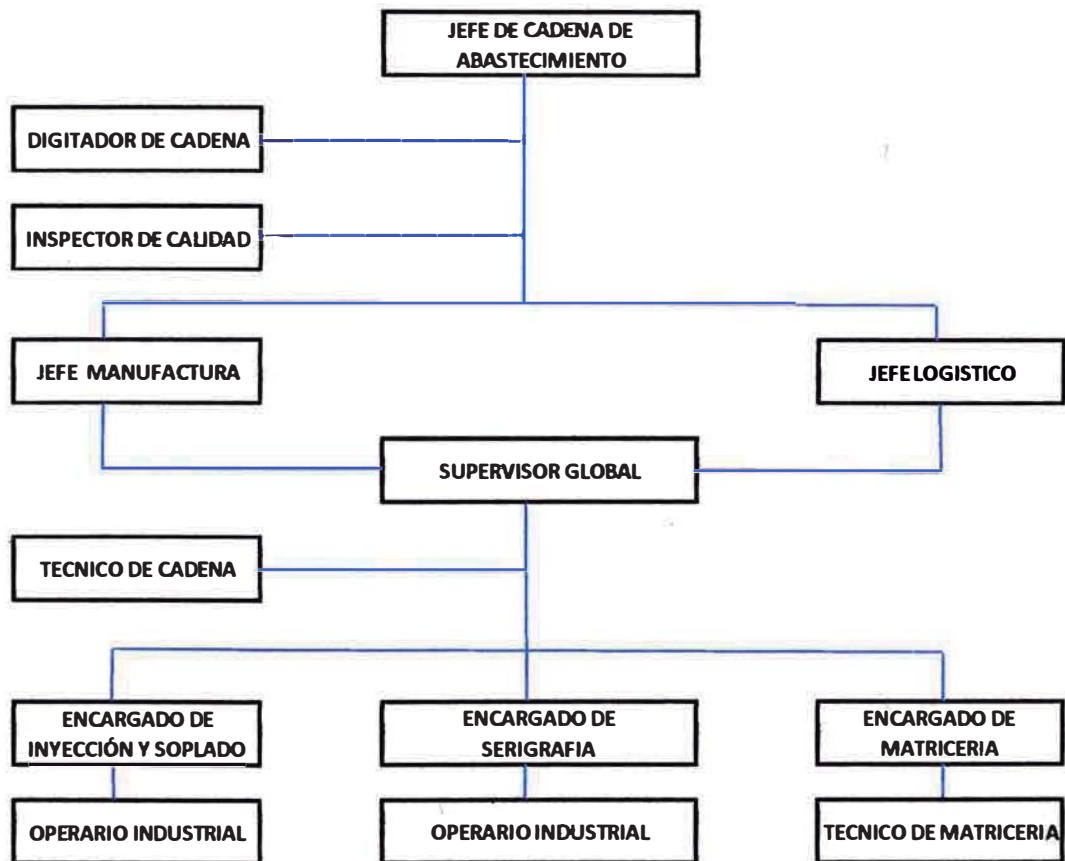 JEFE DE CADENA DE
ABASTECIMIENTO
DIGITADOR DE CADENA
INSPECTOR DE CALIDAD
JEFE MANUFACTURA
JEFE LOGISTICO
SUPERVISOR GLOBAL
TECNICO DE CADENA
ENCARGADO DE
INYECCIÓN Y SOPLADO
ENCARGADO DE
SERIGRAFIA
ENCARGADO DE
MATRICERIA
OPERARIO INDUSTRIAL
OPERARIO INDUSTRIAL
TECNICO DE MATRICERIA